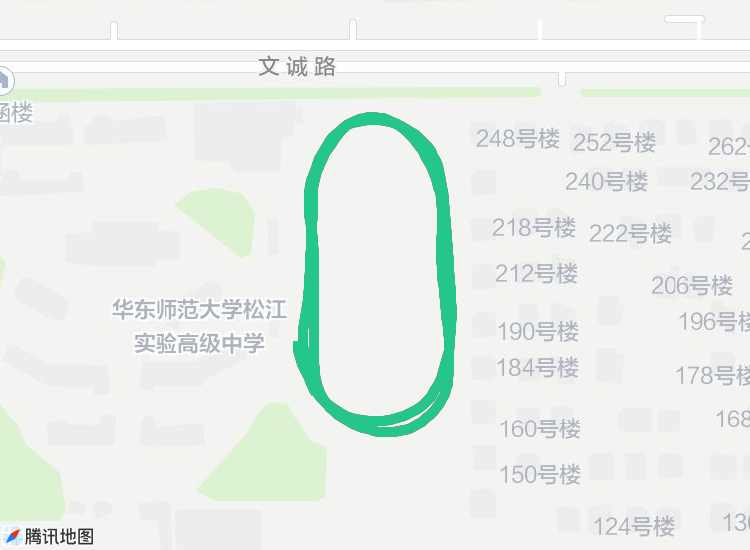 文诚路
涵楼
248号楼
252号楼
262
240号楼
232号
218号楼
222号楼
2
212号楼
206号楼
华东师范大学松江
实验高级中学
190号楼
196号楼
184号楼
178号楼
160号楼
168
150号楼
124号楼
130
腾讯地图